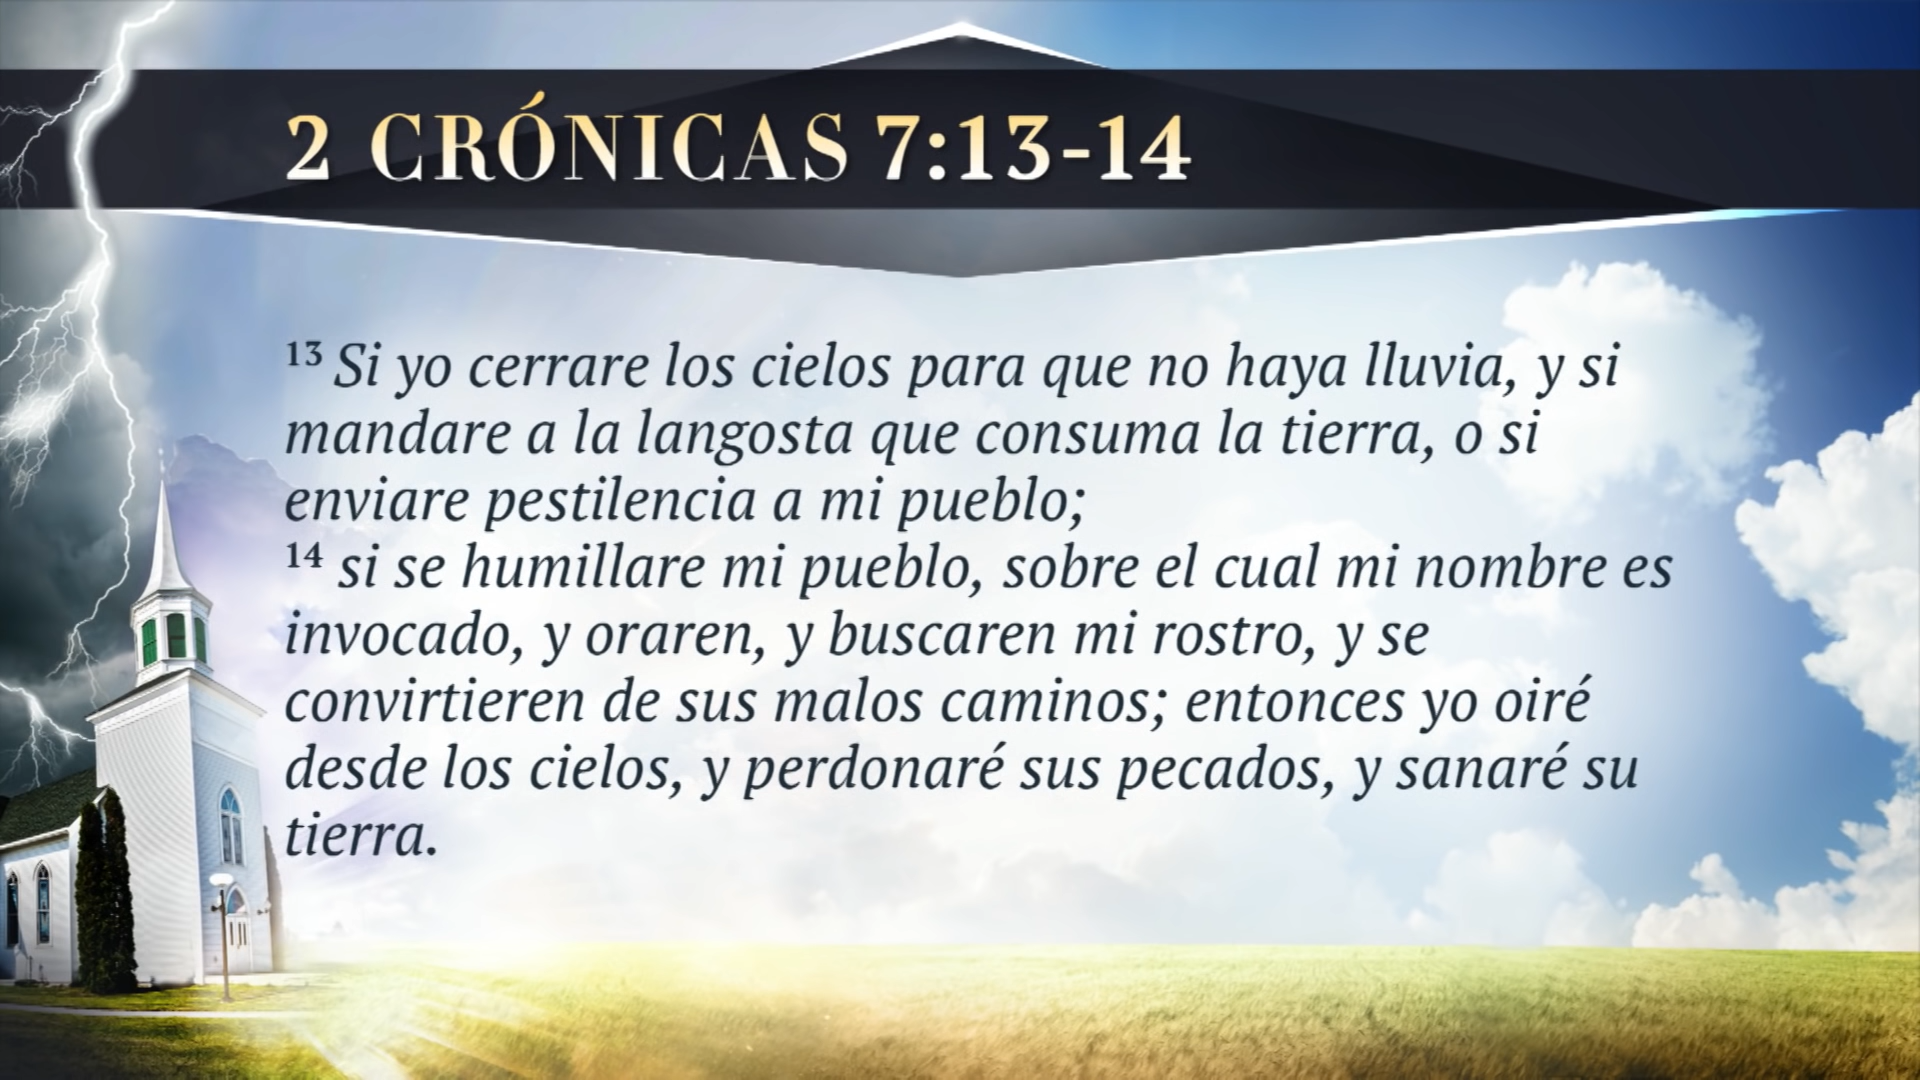 2 CRÓNICAS 7:13-14
13 Si yo cerrare los cielos para que no haya lluvia, y si
mandare a la langosta que consuma la tierra, o si
enviare pestilencia a mi pueblo;
14 si se humillare mi pueblo, sobre el cual mi nombre es
invocado, y oraren, y buscaren mi rostro, y se
convirtieren de sus malos caminos; entonces yo oiré
desde los cielos, y perdonaré sus pecados, y sanaré su
tierra.